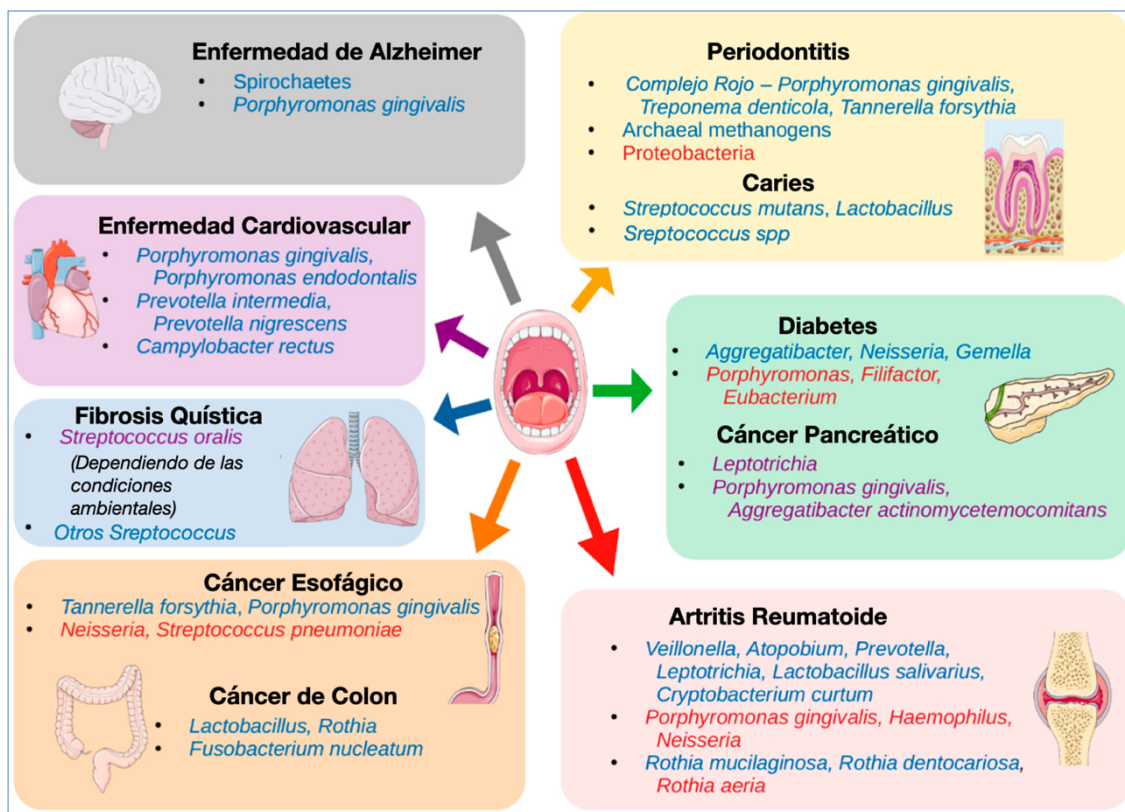 Enfermedad de Alzheimer
• Spirochaetes
• Porphyromonas gingivalis
Periodontitis
• Complejo Rojo – Porphyromonas gingivalis,
Treponema denticola, Tannerella forsythia
• Archaeal methanogens
• Proteobacteria
Caries
• Streptococcus mutans, Lactobacillus
• Sreptococcus spp
Enfermedad Cardiovascular
• Porphyromonas gingivalis,
Porphyromonas endodontalis
• Prevotella intermedia,
Prevotella nigrescens
• Campylobacter rectus
Diabetes
• Aggregatibacter, Neisseria, Gemella
• Porphyromonas, Filifactor,
Eubacterium
Cáncer Pancreático
• Leptotrichia
• Porphyromonas gingivalis,
Aggregatibacter actinomycetemocomitans
Fibrosis Quística
• Streptococcus oralis
(Dependiendo de las
condiciones
ambientales)
• Otros Sreptococcus
Cáncer Esofágico
• Tannerella forsythia, Porphyromonas gingivalis
• Neisseria, Streptococcus pneumoniae
Cáncer de Colon
• Lactobacillus, Rothia
• Fusobacterium nucleatum
Artritis Reumatoide
• Veillonella, Atopobium, Prevotella,
Leptotrichia, Lactobacillus salivarius,
Cryptobacterium curtum
• Porphyromonas gingivalis, Haemophilus,
Neisseria
• Rothia mucilaginosa, Rothia dentocariosa,
Rothia aeria